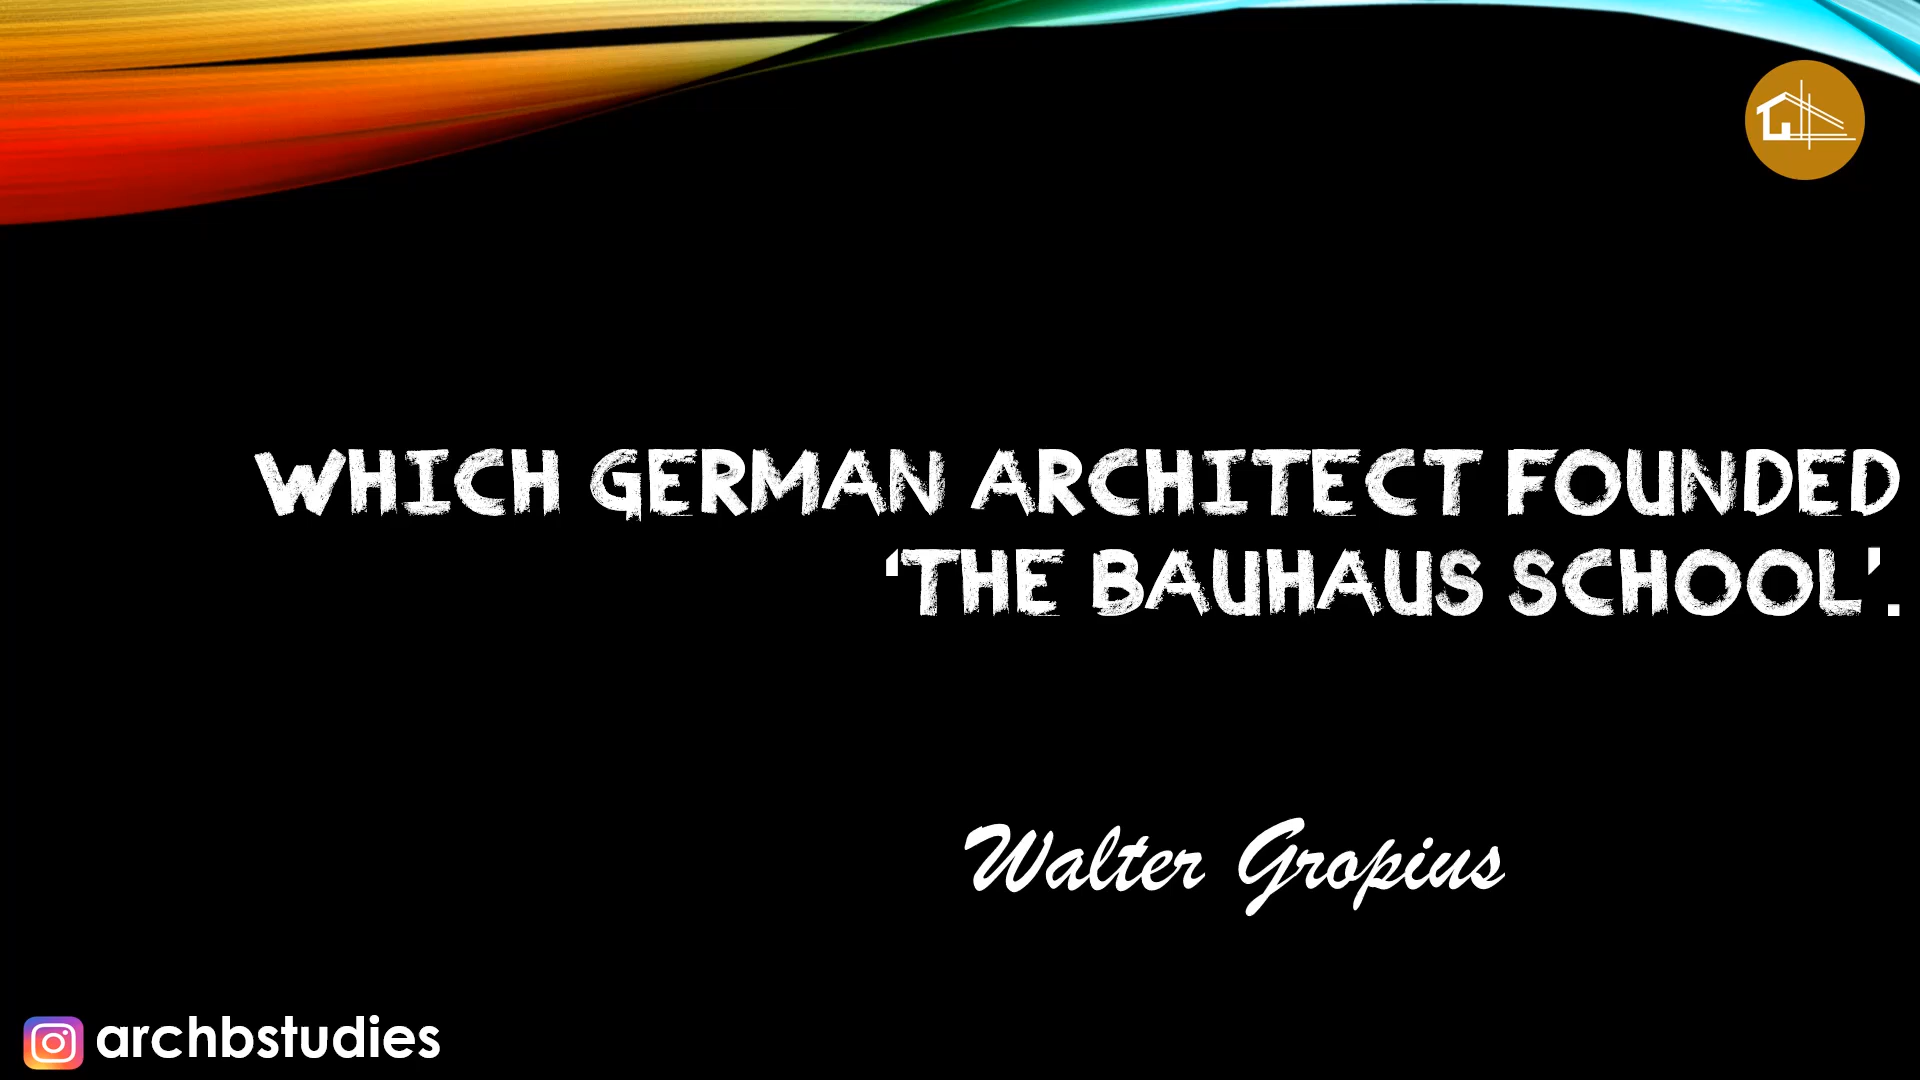 WHICH GERMAN ARCHITECT FOUNDED
‘THE BAUHAUS SCHOOL’.
Walter Gropius
archbstudies